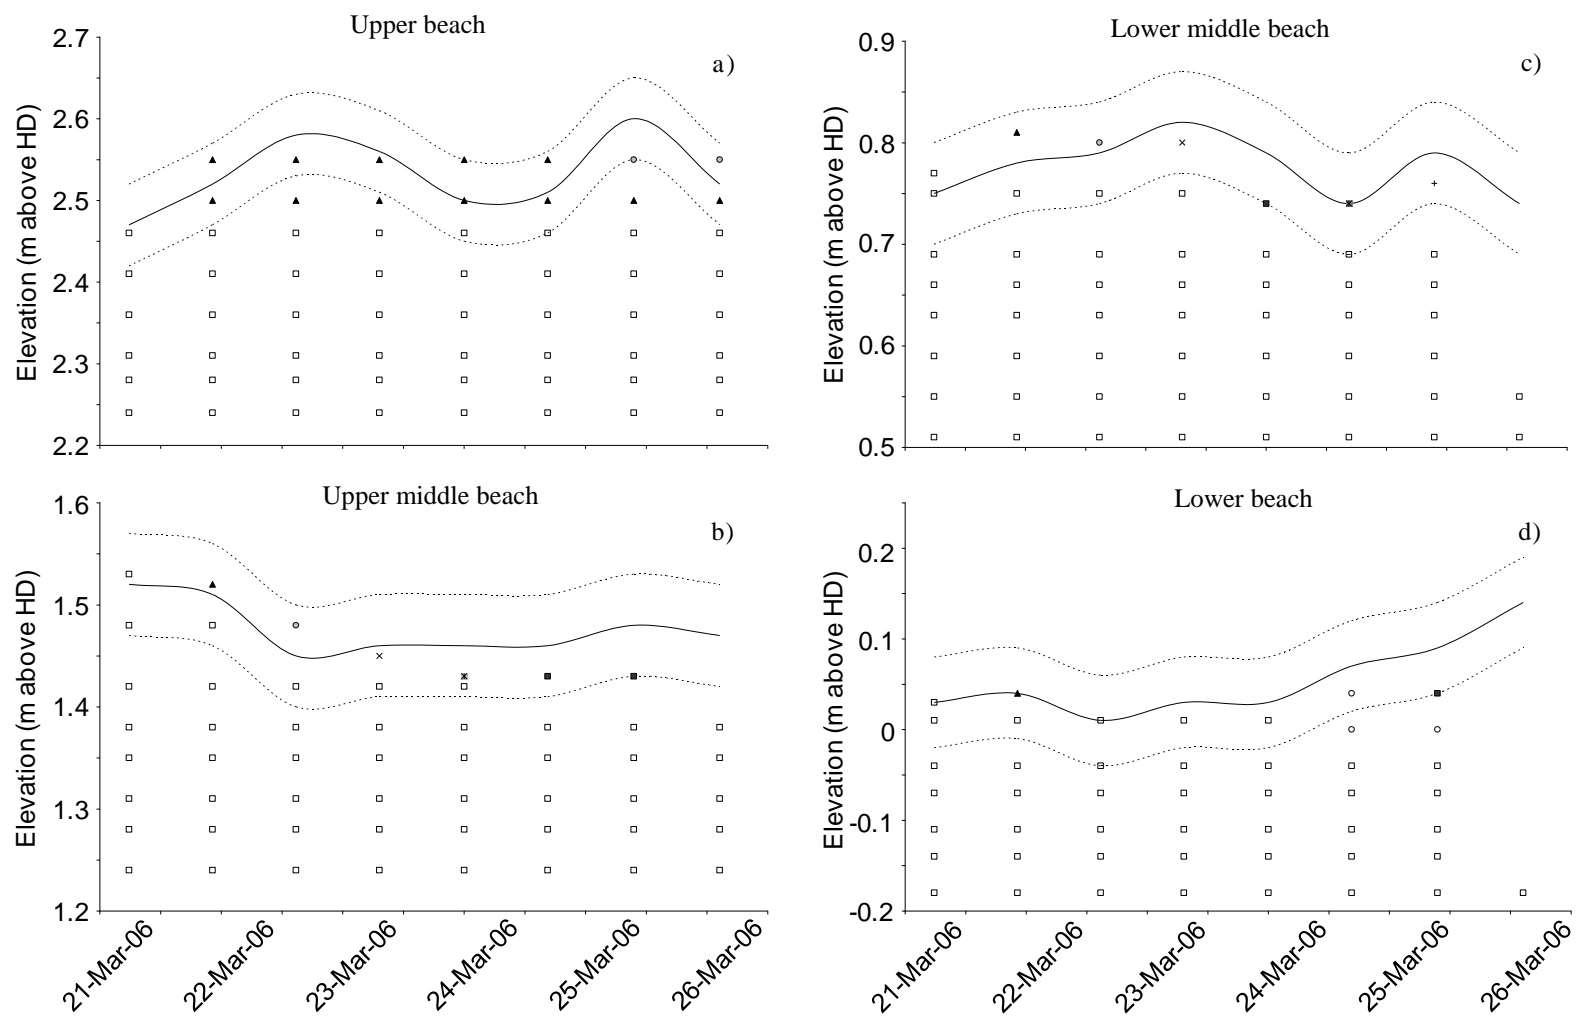 Upper beach
a)
Elevation (m above HD)
2.7
2.6
2.5
2.4
2.3
2.2
Lower middle beach
c)
Elevation (m above HD)
0.9
0.8
0.7
0.6
0.5
Upper middle beach
b)
Elevation (m above HD)
1.6
1.5
1.4
1.3
1.2
21-Mar-06
22-Mar-06
23-Mar-06
24-Mar-06
25-Mar-06
26-Mar-06
Lower beach
d)
Elevation (m above HD)
0.2
0.1
0
-0.1
-0.2
21-Mar-06
22-Mar-06
23-Mar-06
24-Mar-06
25-Mar-06
26-Mar-06